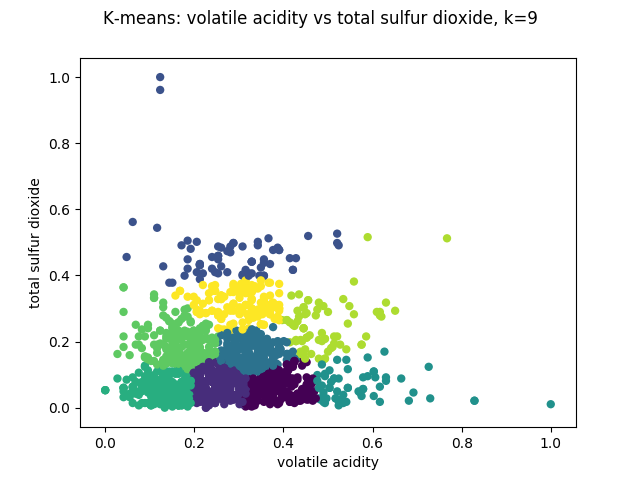 K-means: volatile acidity vs total sulfur dioxide, k=9
1.0
0.8
0.6
0.4
0.2
0.0
total sulfur dioxide
0.0 0.2 0.4 0.6 0.8 1.0
volatile acidity